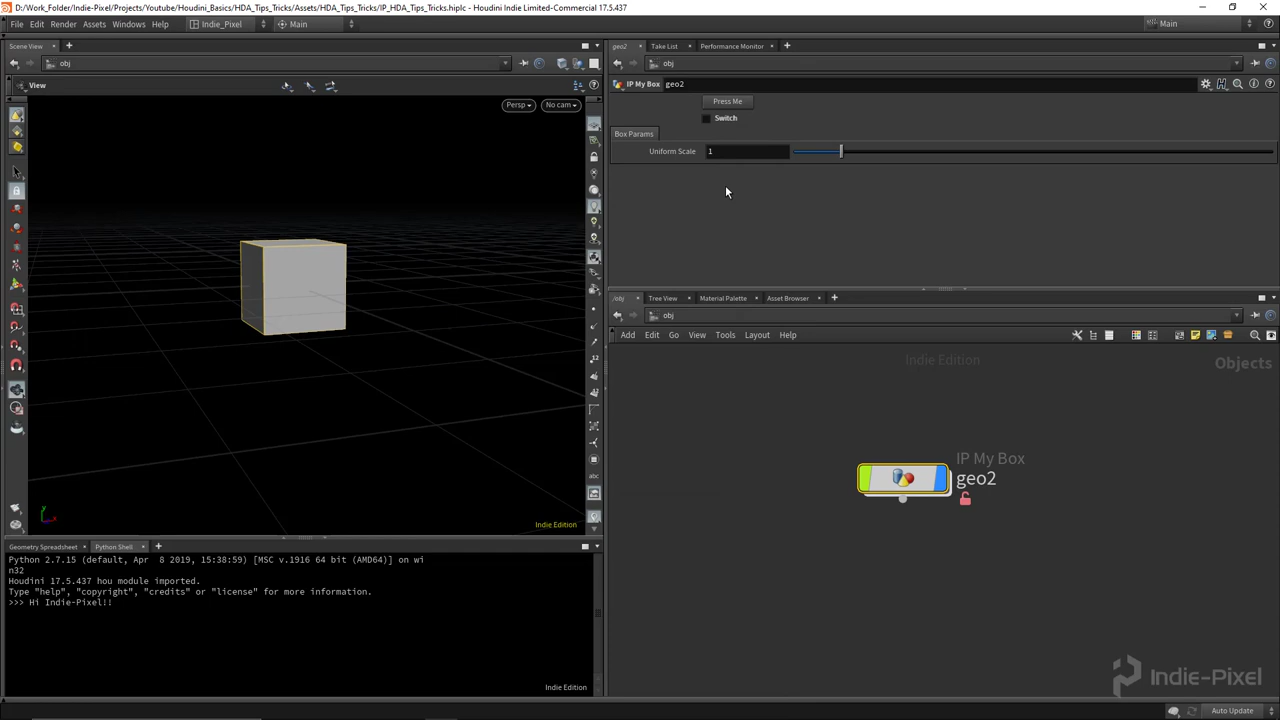 D:/Work_Folder/Indie-Pixel/Projects/Youtube/Houdini_Basics/HDA_Tips_Tricks/Assets/HDA_Tips_Tricks/IP_HDA_Tips_Tricks.hiplc - Houdini Indie Limited-Commercial 17.5.437
File Edit Render Assets Windows Help Indie_Pixel Main Main
Scene View
geo2 Take List Performance Monitor
obj
obj
View
IP My Box geo2
Persp No cam
Press Me
Switch
Box Params
Uniform Scale 1
/obj Tree View Material Palette Asset Browser
obj
Add Edit Go View Tools Layout Help
Indie Edition Objects
IP My Box
geo2
Indie Edition
Geometry Spreadsheet Python Shell
Python 2.7.15 (default, Apr  8 2019, 15:38:59) [MSC v.1916 64 bit (AMD64)] on wi
n32
Houdini 17.5.437 hou module imported.
Type "help", "copyright", "credits" or "license" for more information.
>>> Hi Indie-Pixel!!
Indie Edition
Indie-Pixel
Auto Update